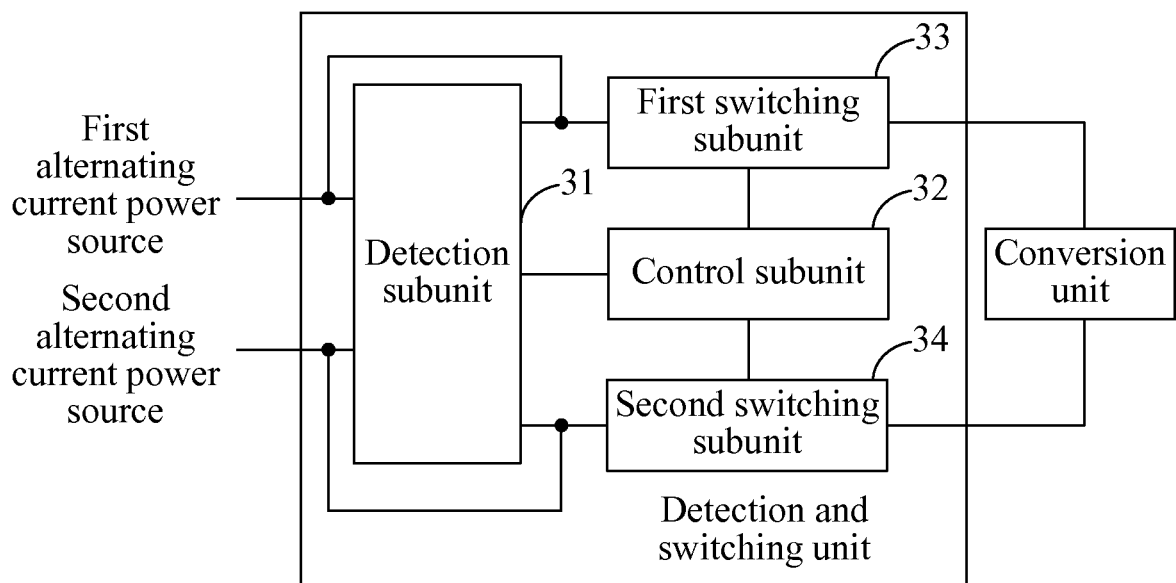 First
alternating
current power
source
Second
alternating
current power
source
Detection
subunit
31
First switching
subunit
33
Control subunit
32
Second switching
subunit
34
Detection and
switching unit
Conversion
unit